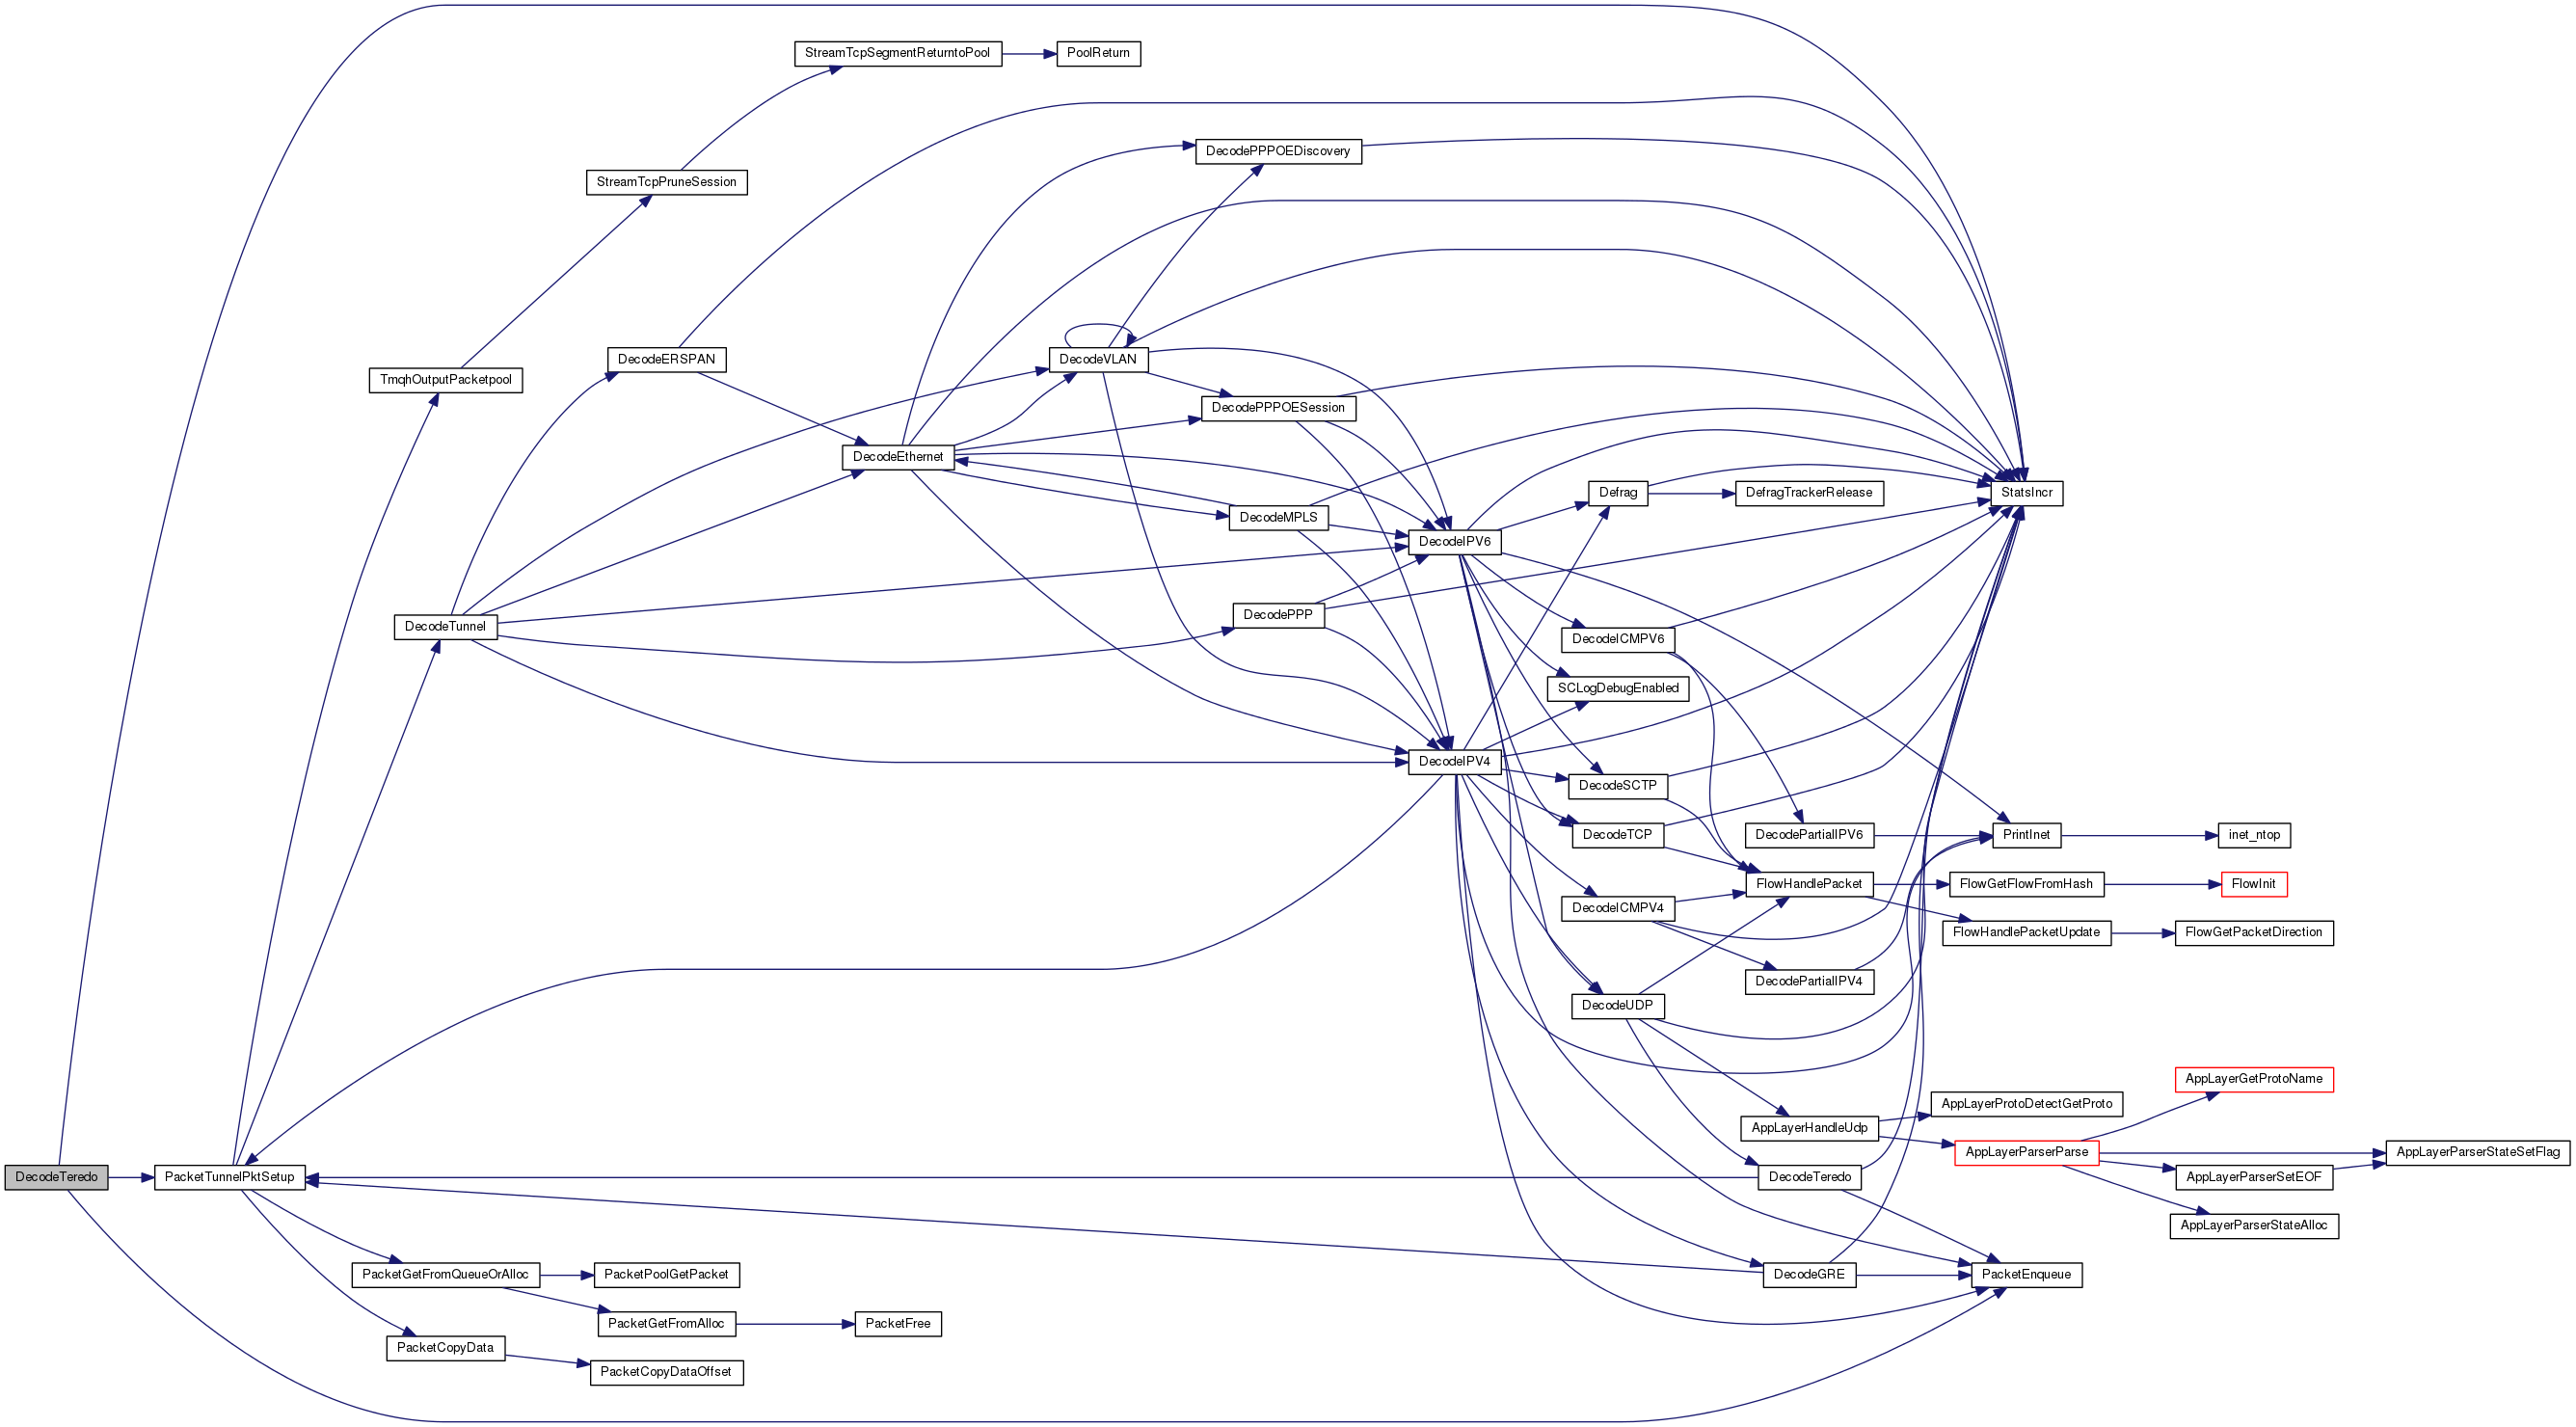 StreamTcpSegmentReturntoPool
PoolReturn
DecodePPPOEDiscovery
StreamTcpPruneSession
DecodeERSPAN
DecodeVLAN
TmqhOutputPacketpool
DecodePPPOESession
DecodeEthernet
DecodeMPLS
Defrag
DefragTrackerRelease
StatsIncr
DecodeIPV6
DecodePPP
DecodeTunnel
DecodeICMPV6
SCLogDebugEnabled
DecodeIPV4
DecodeSCTP
DecodeTCP
DecodePartialIPV6
PrintInet
inet_ntop
FlowHandlePacket
FlowGetFlowFromHash
FlowInit
DecodeICMPV4
FlowHandlePacketUpdate
FlowGetPacketDirection
DecodePartialIPV4
DecodeUDP
AppLayerGetProtoName
AppLayerProtoDetectGetProto
AppLayerHandleUdp
AppLayerParserParse
AppLayerParserStateSetFlag
DecodeTeredo
PacketTunnelPktSetup
DecodeTeredo
AppLayerParserSetEOF
AppLayerParserStateAlloc
PacketGetFromQueueOrAlloc
PacketPoolGetPacket
DecodeGRE
PacketEnqueue
PacketGetFromAlloc
PacketFree
PacketCopyData
PacketCopyDataOffset